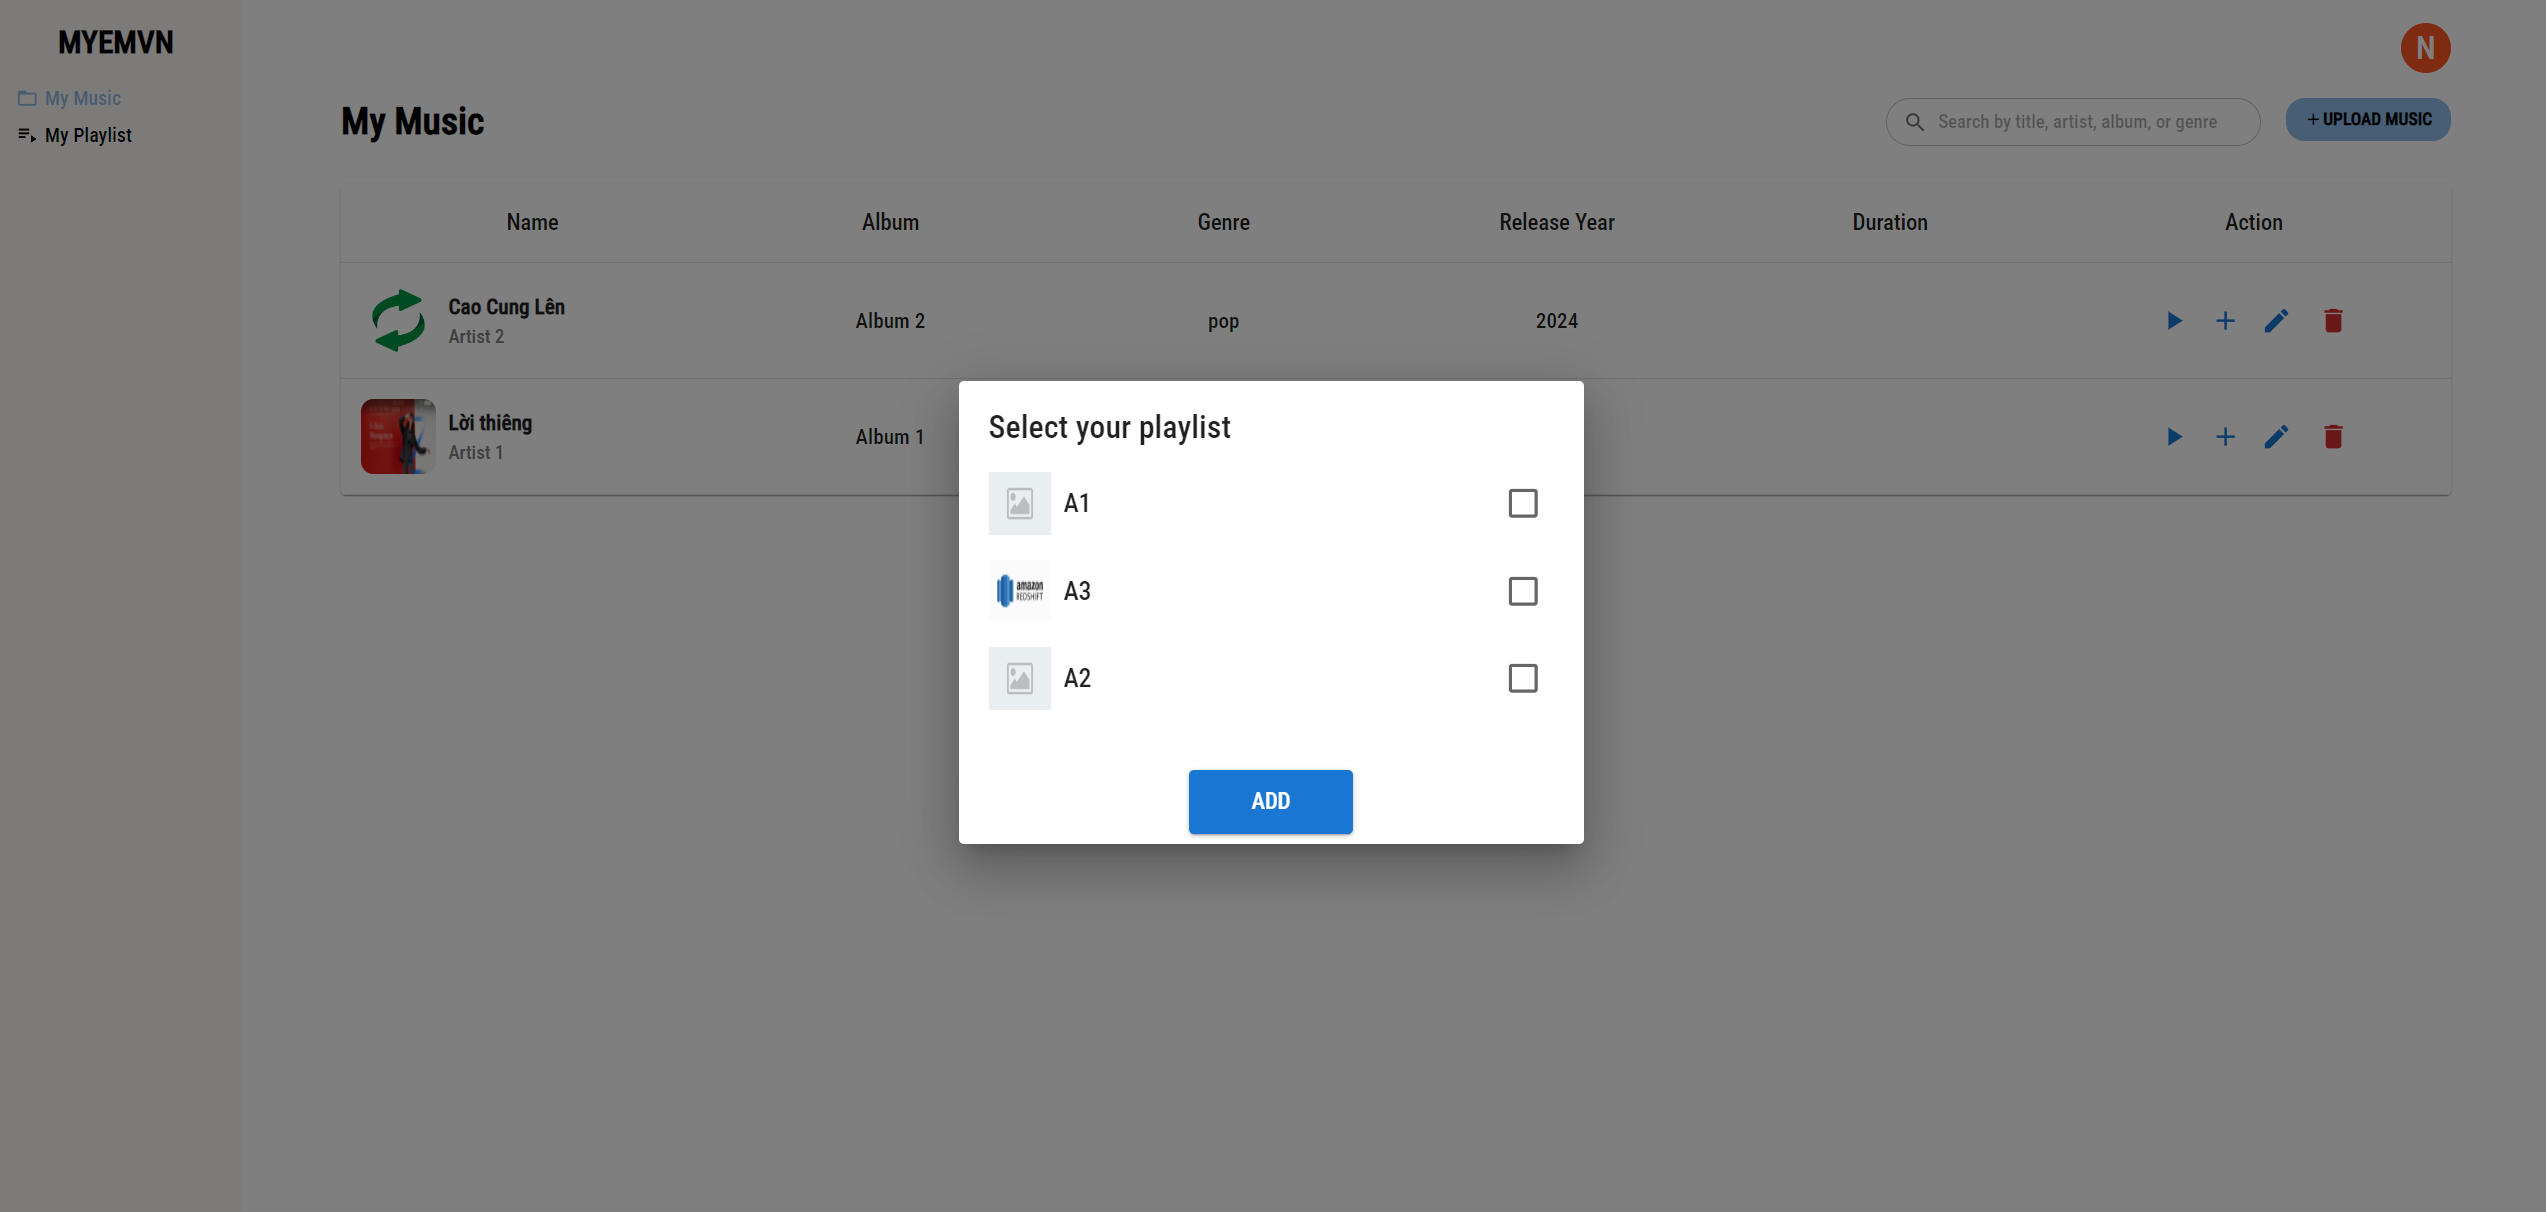 MYEMVN
N
My Music
My Playlist
My Music
Search by title, artist, album, or genre
+ UPLOAD MUSIC
Name Album Genre Release Year Duration Action
Cao Cung Lên
Artist 2
Album 2 pop 2024
Lời thiêng
Artist 1
Album 1
Select your playlist
A1
amazon
REDSHIFT
A3
A2
ADD